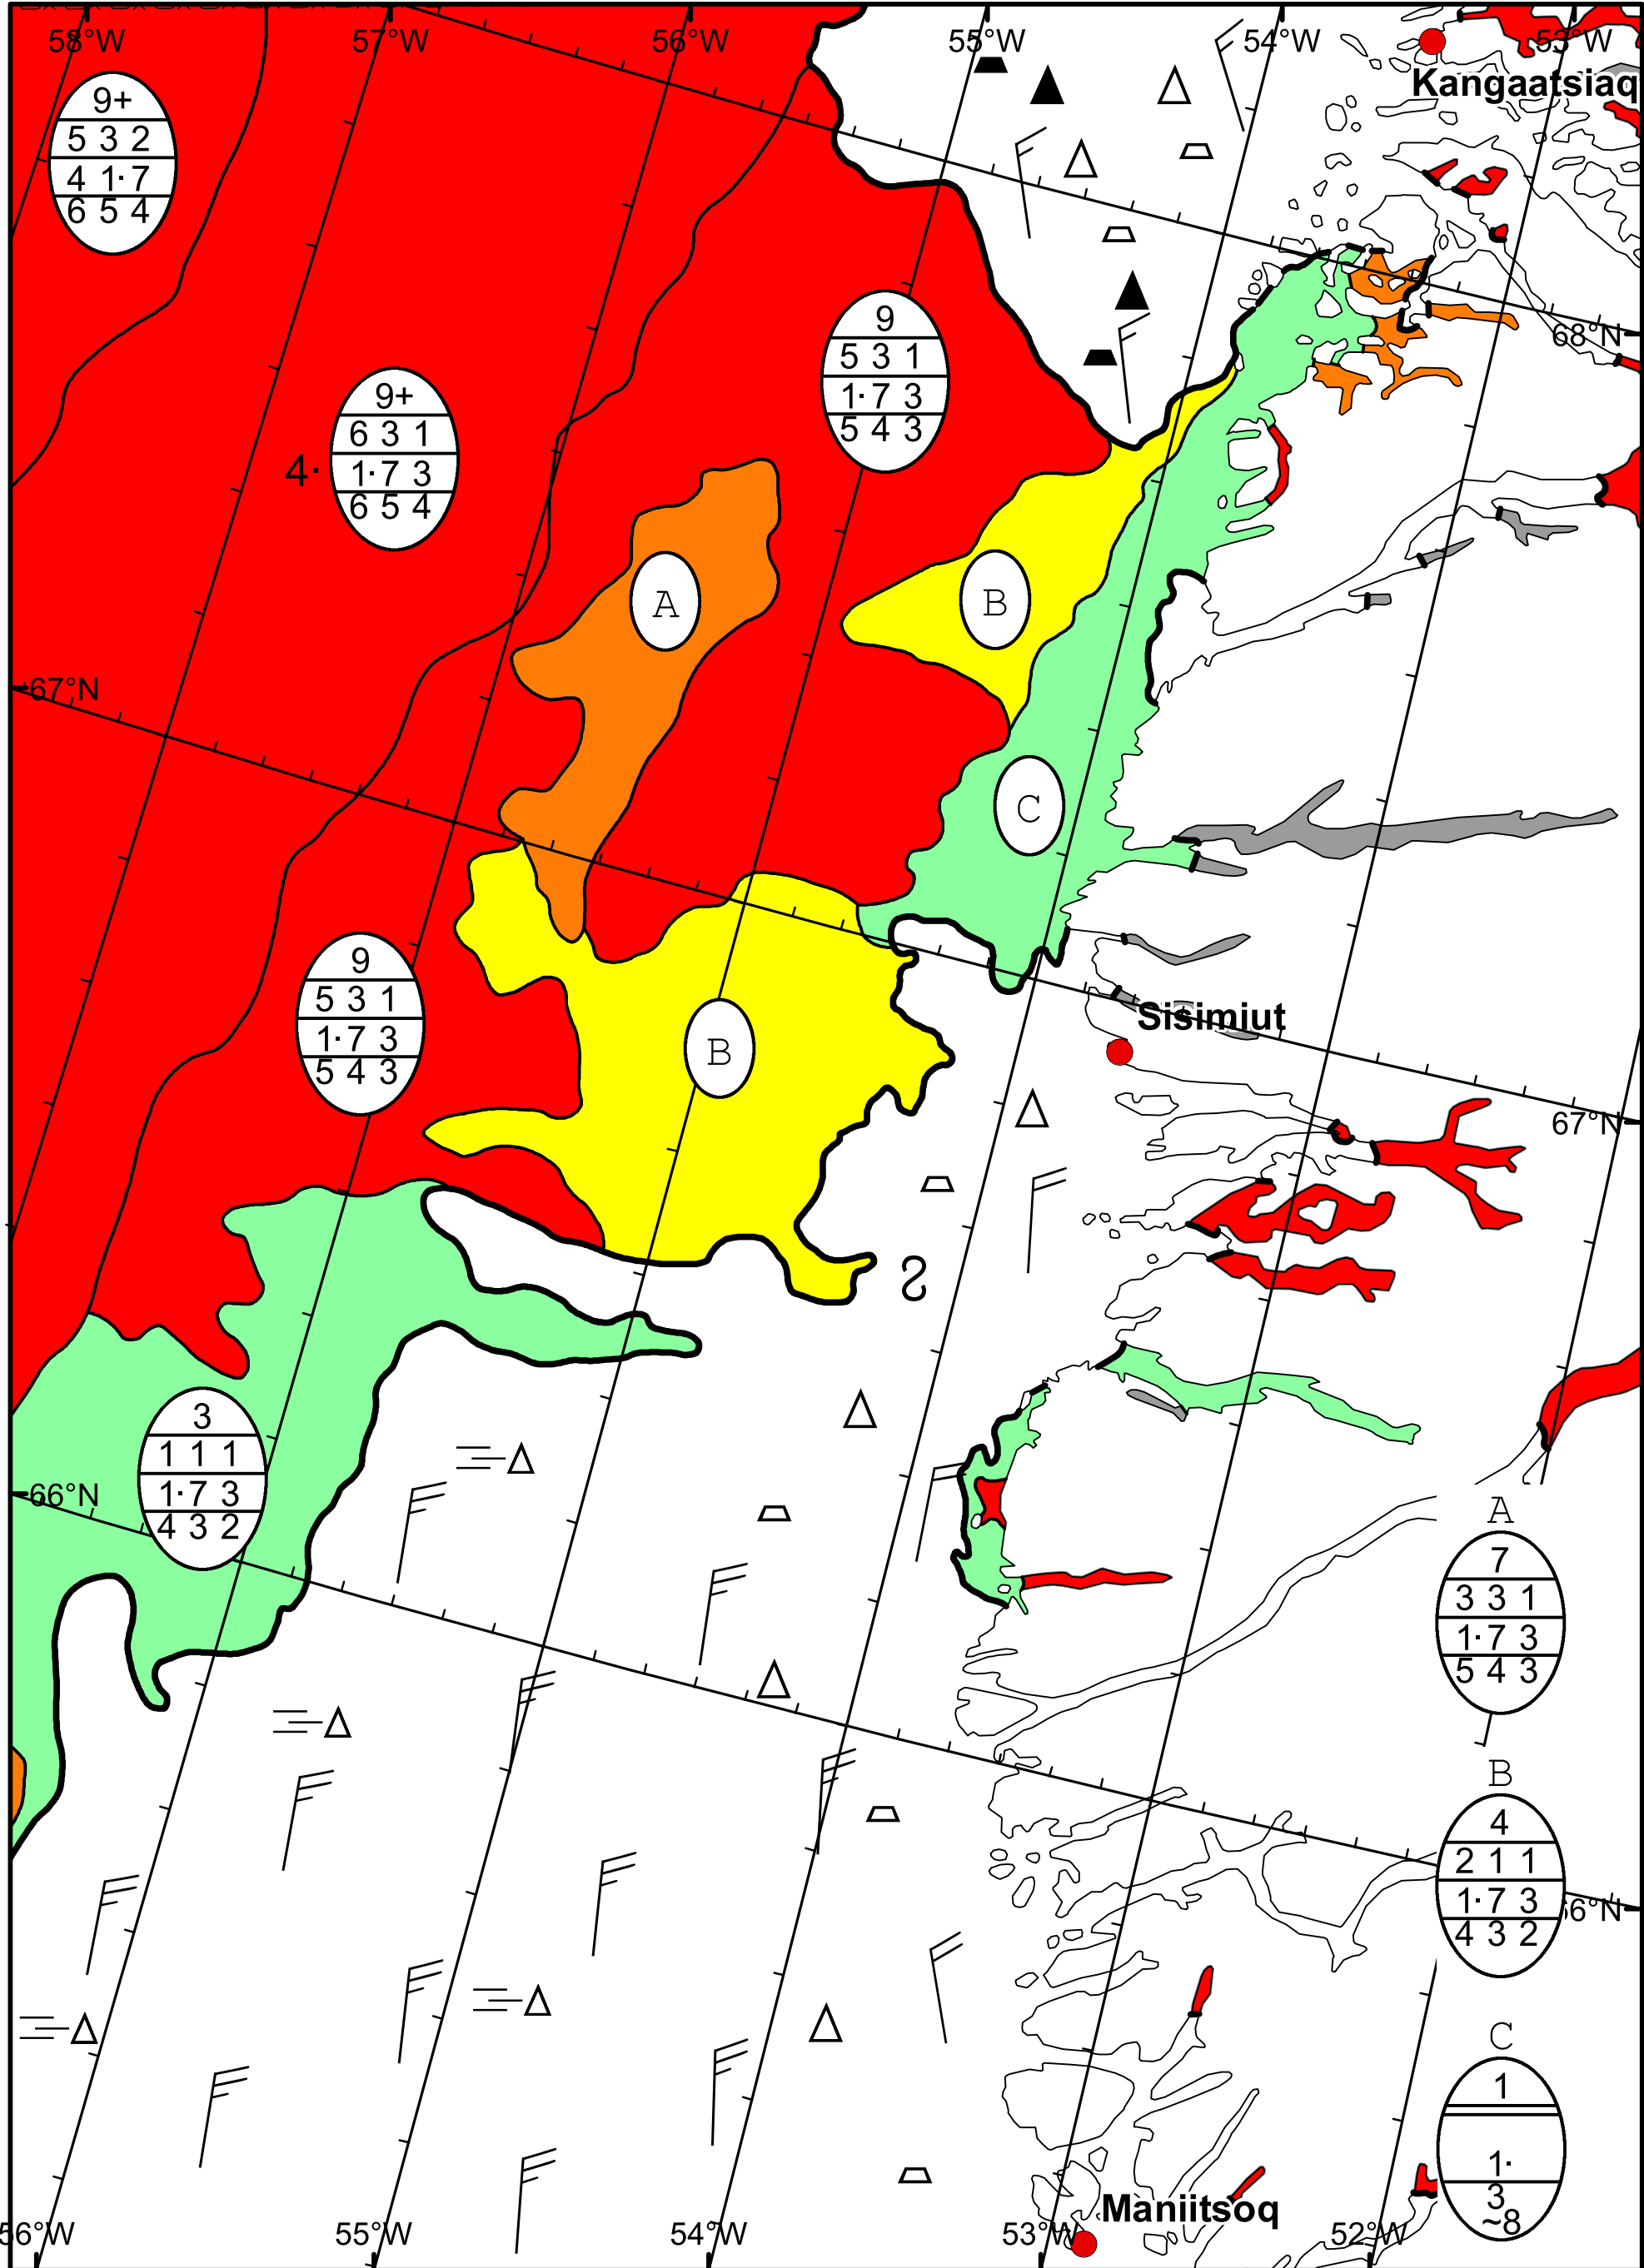 58°W 57°W 56°W 55°W 54°W 53°W
Kangaatsiaq
9+
5 3 2
4 1· 7
6 5 4
9
5 3 1
1· 7 3
5 4 3
68°N
9+
6 3 1
4· 1· 7 3
6 5 4
A
B
67°N
C
9
5 3 1
1· 7 3
5 4 3
Sisimiut
B
67°N
3
1 1 1
1· 7 3
4 3 2
66°N
A
7
3 3 1
1· 7 3
5 4 3
B
4
2 1 1
1· 7 3
4 3 2
6°N
C
1
1·
3
~8
Maniitsoq
56°W 55°W 54°W 53°W 52°W